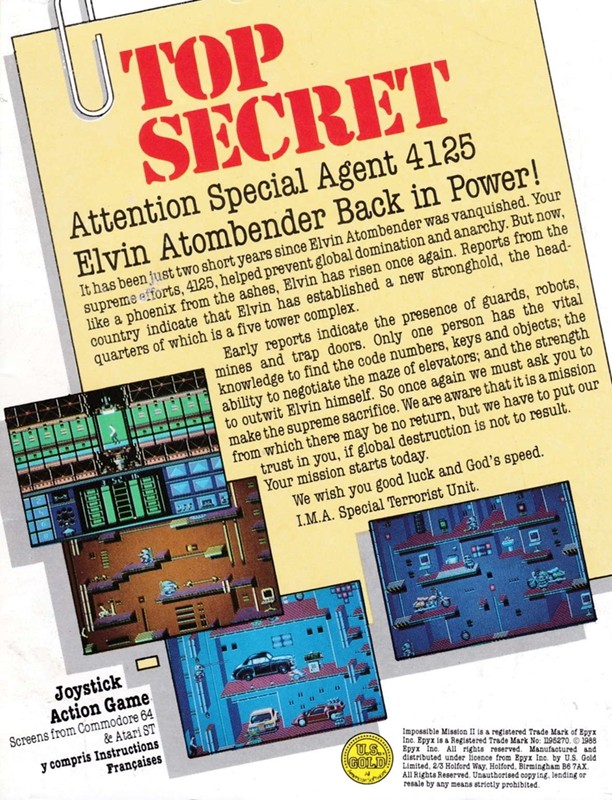 TOP
SECRET
Attention Special Agent 4125
Elvin Atombender Back in Power!
It has been just two short years since Elvin Atombender was vanquished. Your
supreme efforts, 4125, helped prevent global domination and anarchy. But now,
like a phoenix from the ashes, Elvin has risen once again. Reports from the
country indicate that Elvin has established a new stronghold, the head-
quarters of which is a five tower complex.
Early reports indicate the presence of guards, robots,
mines and trap doors. Only one person has the vital
knowledge to find the code numbers, keys and objects; the
ability to negotiate the maze of elevators; and the strength
to outwit Elvin himself. So once again we must ask you to
make the supreme sacrifice. We are aware that it is a mission
from which there may be no return, but we have to put our
trust in you, if global destruction is not to result.
Your mission starts today.
We wish you good luck and God's speed.
I.M.A. Special Terrorist Unit.
Joystick
Action Game
Screens from Commodore 64
& Atari ST
y compris Instructions
Françaises
U.S.
GOLD
Impossible Mission II is a registered Trade Mark of Epyx
Inc. Epyx is a Registered Trade Mark No: 1195270. © 1988
Epyx Inc. All rights reserved. Manufactured and
distributed under licence from Epyx Inc. by U.S. Gold
Limited, 2/3 Holford Way, Holford, Birmingham B6 7AX.
All Rights Reserved. Unauthorised copying, lending or
resale by any means strictly prohibited.